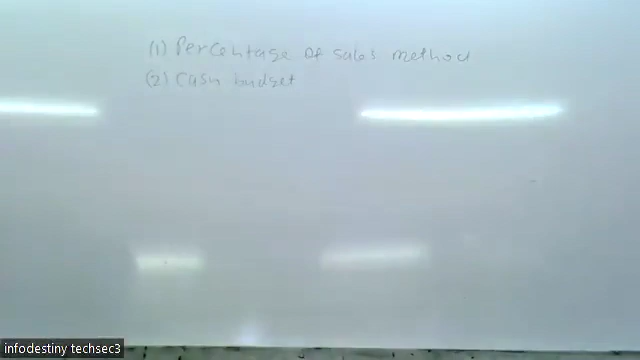 (1) Percentage of sales method
(2) Cash budget
infodestiny techsec3